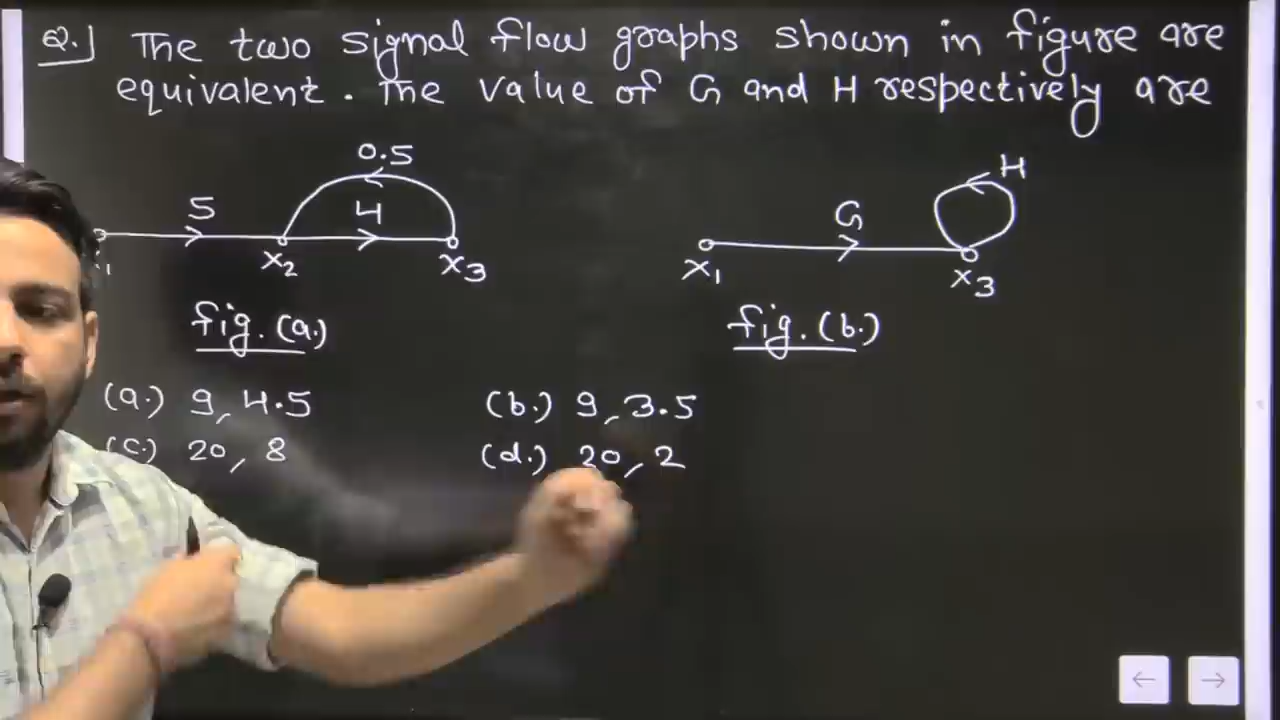 Q.] The two signal flow graphs shown in figure are
equivalent. The value of G and H respectively are
0.5
5
4
x₂
x₃
G
H
x₁
x₃
fig. (a.)
fig. (b.)
(a.) 9, 4.5
(b.) 9, 3.5
(c.) 20, 8
(d.) 20, 2